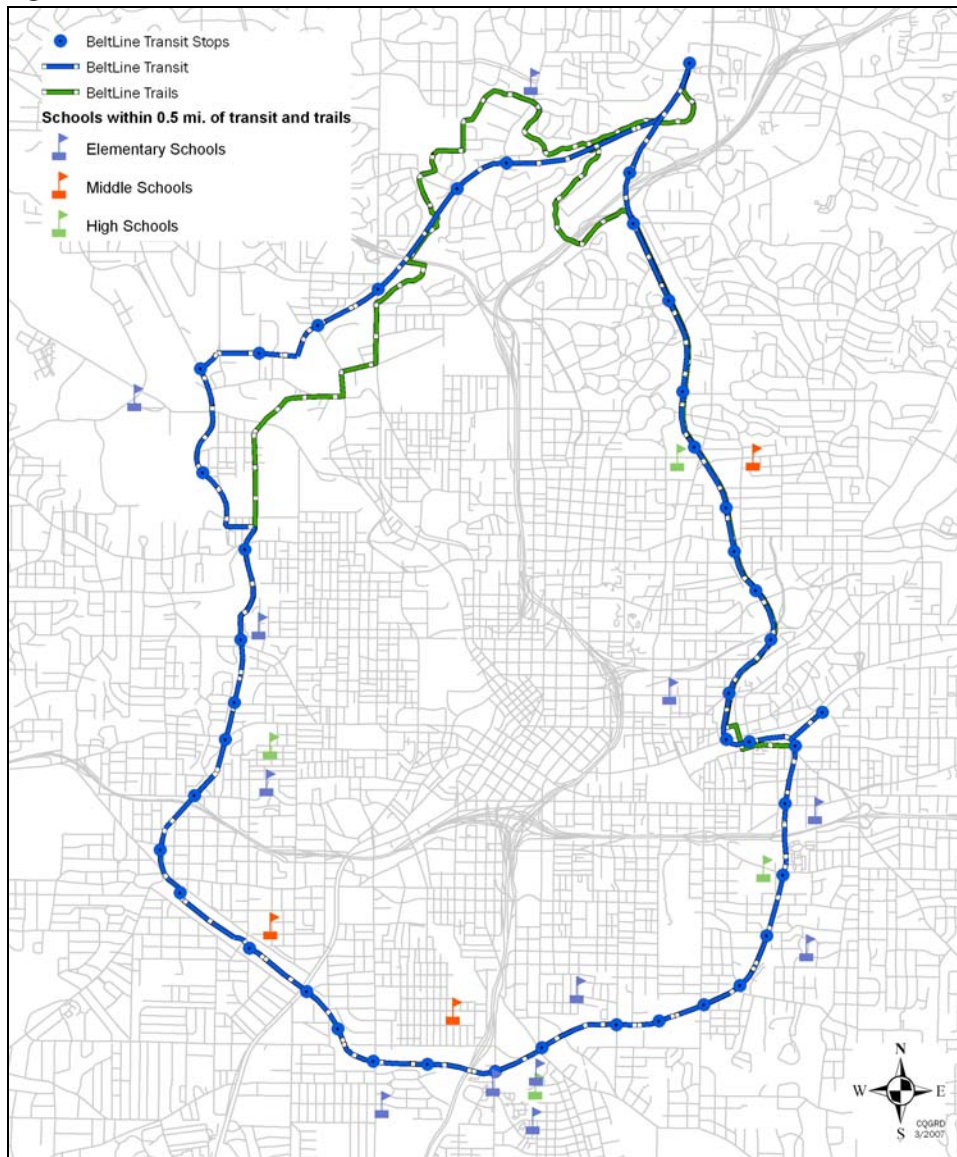 BeltLine Transit Stops
BeltLine Transit
BeltLine Trails
Schools within 0.5 mi. of transit and trails
Elementary Schools
Middle Schools
High Schools
N
W E
S
CQGRD
3/2007